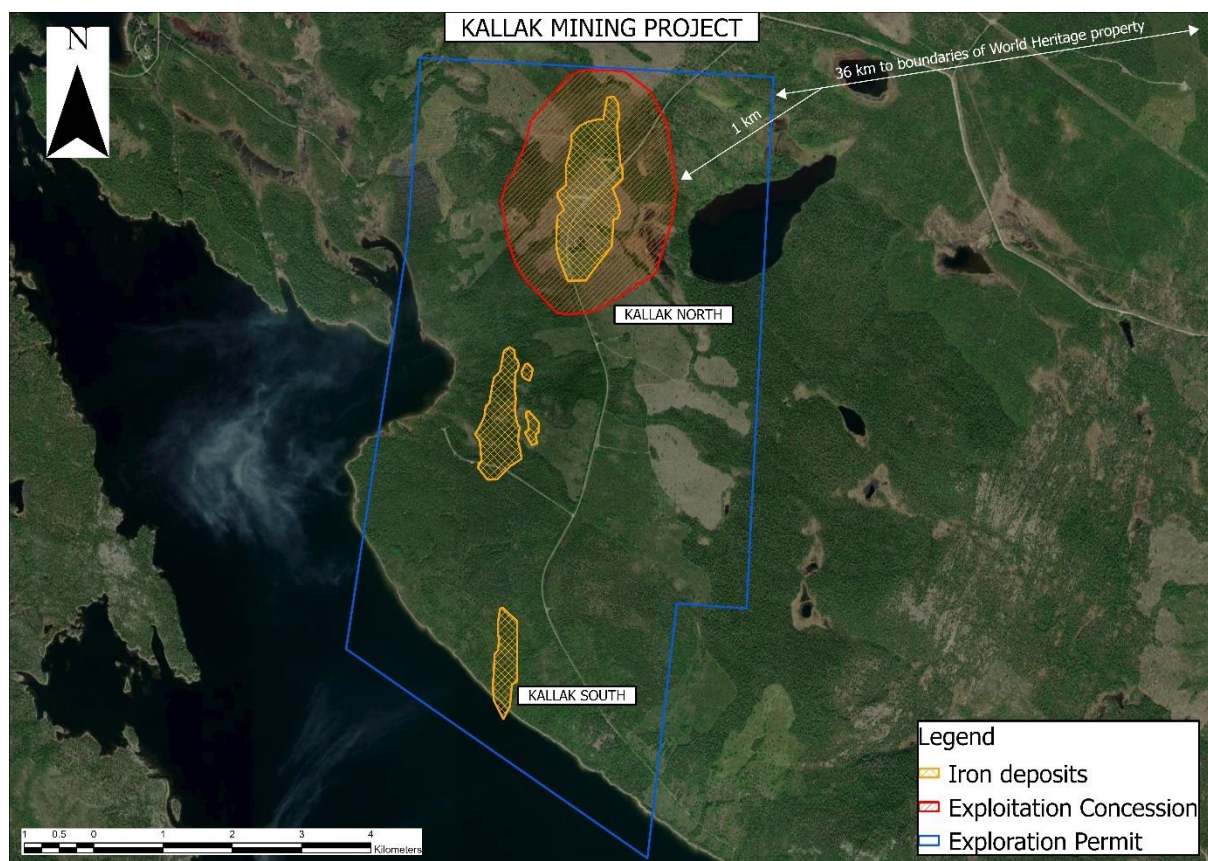 KALLAK MINING PROJECT
N
36 km to boundaries of World Heritage property
1 km
KALLAK NORTH
KALLAK SOUTH
Legend
Iron deposits
Exploitation Concession
Exploration Permit
1 0.5 0 1 2 3 4
Kilometers